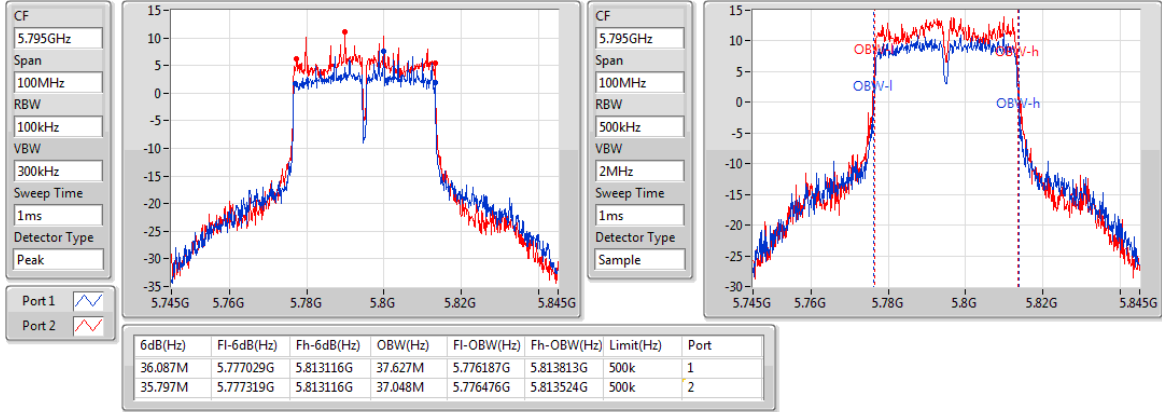 CF
5.795GHz
Span
100MHz
RBW
100kHz
VBW
300kHz
Sweep Time
1ms
Detector Type
Peak
Port 1
Port 2
15
10
5
0
-5
-10
-15
-20
-25
-30
-35
5.745G 5.76G 5.78G 5.8G 5.82G 5.845G
CF
5.795GHz
Span
100MHz
RBW
500kHz
VBW
2MHz
Sweep Time
1ms
Detector Type
Sample
15
10
5
0
-5
-10
-15
-20
-25
-30
OBW-h
OBW-l OBW-h
5.745G 5.76G 5.78G 5.8G 5.82G 5.845G
6dB(Hz) Fl-6dB(Hz) Fh-6dB(Hz) OBW(Hz) Fl-OBW(Hz) Fh-OBW(Hz) Limit(Hz) Port
36.087M 5.777029G 5.813116G 37.627M 5.776187G 5.813813G 500k 1
35.797M 5.777319G 5.813116G 37.048M 5.776476G 5.813524G 500k 2